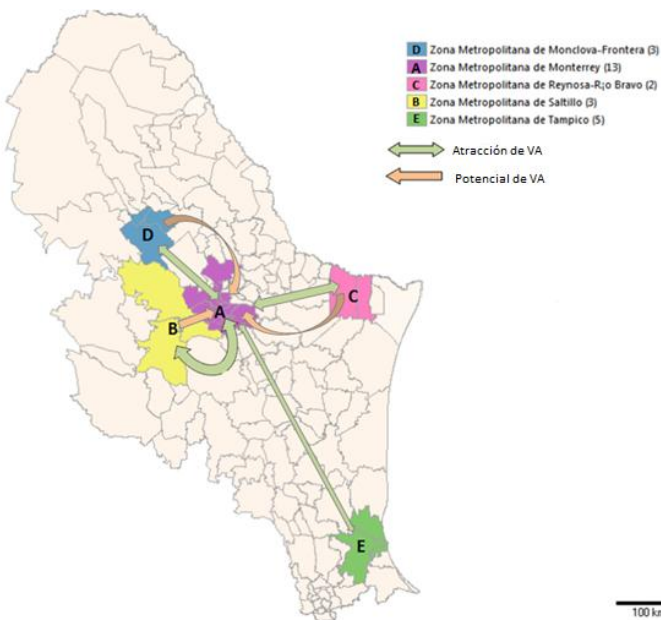 D Zona Metropolitana de Monclova-Frontera (3)
A Zona Metropolitana de Monterrey (13)
C Zona Metropolitana de Reynosa-R¡o Bravo (2)
B Zona Metropolitana de Saltillo (3)
E Zona Metropolitana de Tampico (5)
Atracción de VA
Potencial de VA
D
C
A
B
E
100 km